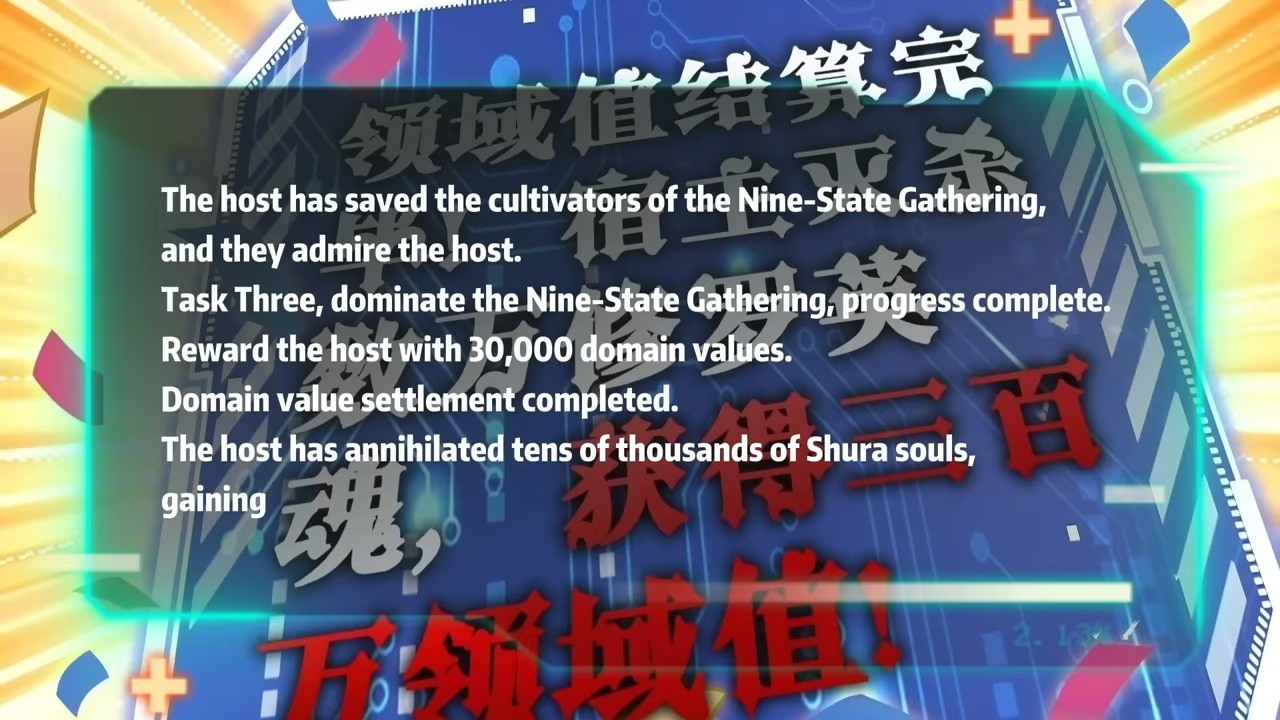 领域值结算完
毕，宿主灭杀
数万修罗英
魂，获得三百
万领域值！
The host has saved the cultivators of the Nine-State Gathering,
and they admire the host.
Task Three, dominate the Nine-State Gathering, progress complete.
Reward the host with 30,000 domain values.
Domain value settlement completed.
The host has annihilated tens of thousands of Shura souls,
gaining